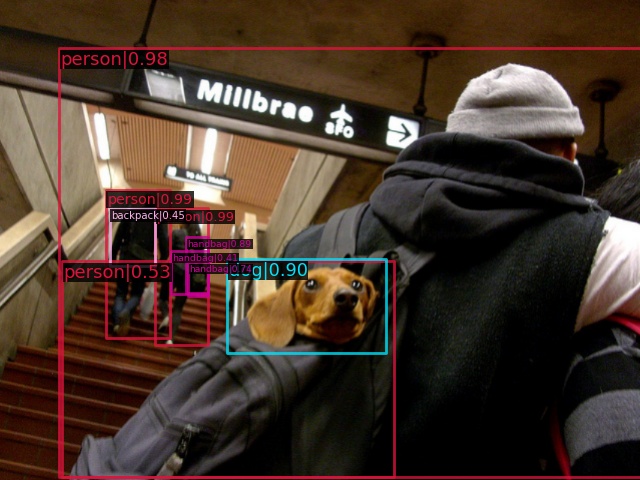 person|0.98
Millbrae
SFO
TO ALL TRAINS
person|0.99
backpack|0.45
on|0.99
handbag|0.89
handbag|0.41
handbag|0.74
person|0.53
dog|0.90